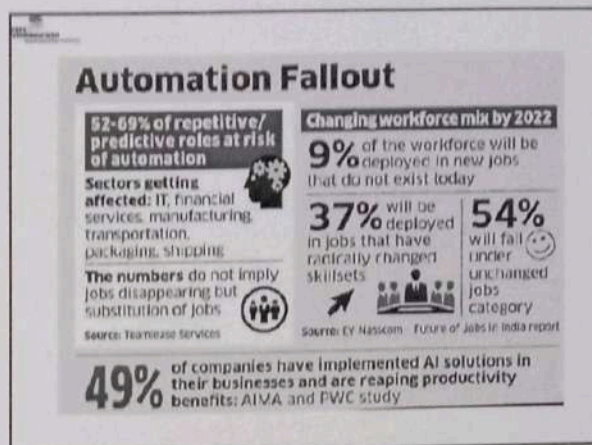 Automation Fallout
52-69% of repetitive/
predictive roles at risk
of automation
Sectors getting
affected: IT, financial
services, manufacturing,
transportation,
packaging, shipping
The numbers do not imply
jobs disappearing but
substitution of jobs
Source: Teamlease Services
Changing workforce mix by 2022
9% of the workforce will be
deployed in new jobs
that do not exist today
37% will be
deployed
in jobs that have
radically changed
skillsets
54%
will fall
under
unchanged
jobs
category
Source: EY Nasscom - Future of Jobs in India report
49% of companies have implemented AI solutions in
their businesses and are reaping productivity
benefits: AIMA and PWC study